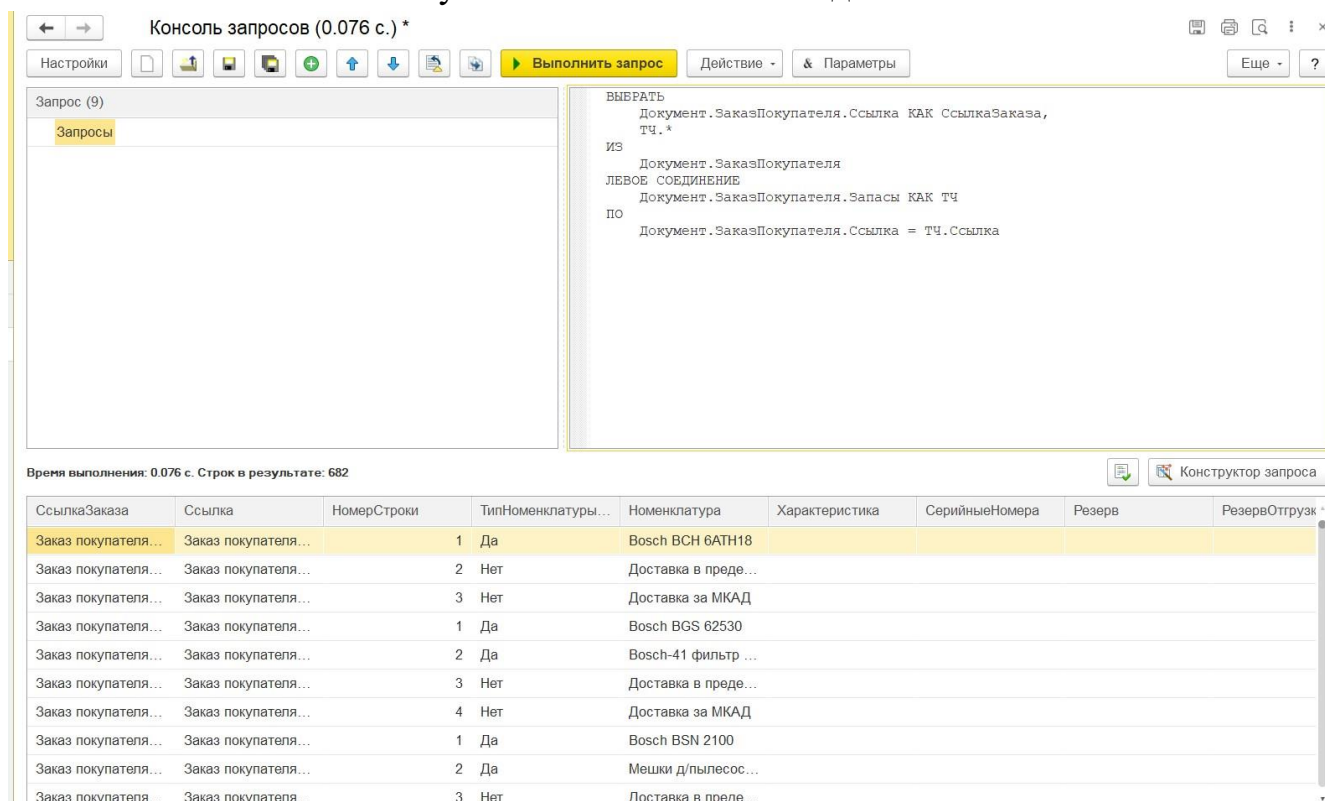 Консоль запросов (0.076 с.) *
Настройки
Выполнить запрос
Действие
& Параметры
Еще
?
Запрос (9)
Запросы
ВЫБРАТЬ
Документ.ЗаказПокупателя.Ссылка КАК СсылкаЗаказа,
ТЧ.*
ИЗ
Документ.ЗаказПокупателя
ЛЕВОЕ СОЕДИНЕНИЕ
Документ.ЗаказПокупателя.Запасы КАК ТЧ
ПО
Документ.ЗаказПокупателя.Ссылка = ТЧ.Ссылка
Время выполнения: 0.076 с. Строк в результате: 682
Конструктор запроса
СсылкаЗаказа Ссылка НомерСтроки ТипНоменклатуры... Номенклатура Характеристика СерийныеНомера Резерв РезервОтгрузк
Заказ покупателя... Заказ покупателя... 1 Да Bosch BCH 6ATH18
Заказ покупателя... Заказ покупателя... 2 Нет Доставка в преде...
Заказ покупателя... Заказ покупателя... 3 Нет Доставка за МКАД
Заказ покупателя... Заказ покупателя... 1 Да Bosch BGS 62530
Заказ покупателя... Заказ покупателя... 2 Да Bosch-41 фильтр ...
Заказ покупателя... Заказ покупателя... 3 Нет Доставка в преде...
Заказ покупателя... Заказ покупателя... 4 Нет Доставка за МКАД
Заказ покупателя... Заказ покупателя... 1 Да Bosch BSN 2100
Заказ покупателя... Заказ покупателя... 2 Да Мешки д/пылесос...
Заказ покупателя... Заказ покупателя... 3 Нет Доставка в преде...